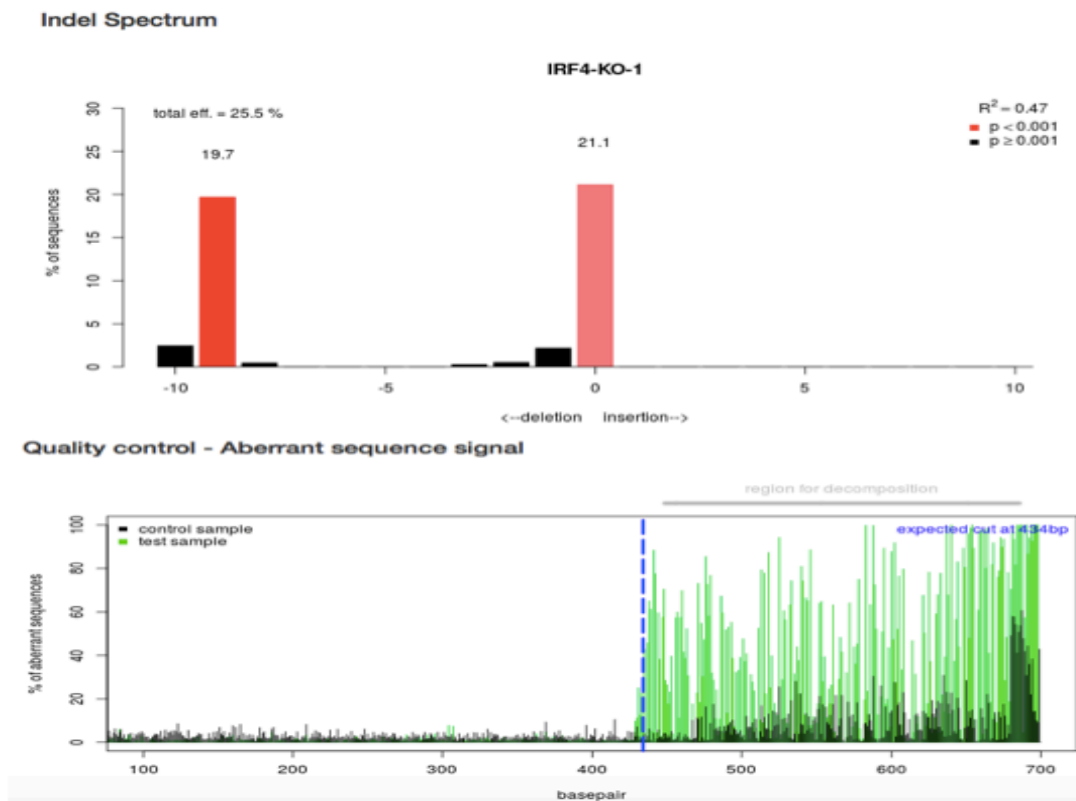 Indel Spectrum
IRF4-KO-1
total eff. = 25.5 %
R² – 0.47
p < 0.001
p ≥ 0.001
19.7
21.1
% of sequences
30
25
20
15
10
5
0
-10
-5
0
5
10
<--deletion insertion-->
Quality control - Aberrant sequence signal
region for decomposition
control sample
test sample
expected cut at 434bp
% of aberrant sequences
100
80
60
40
20
0
100
200
300
400
500
600
700
basepair